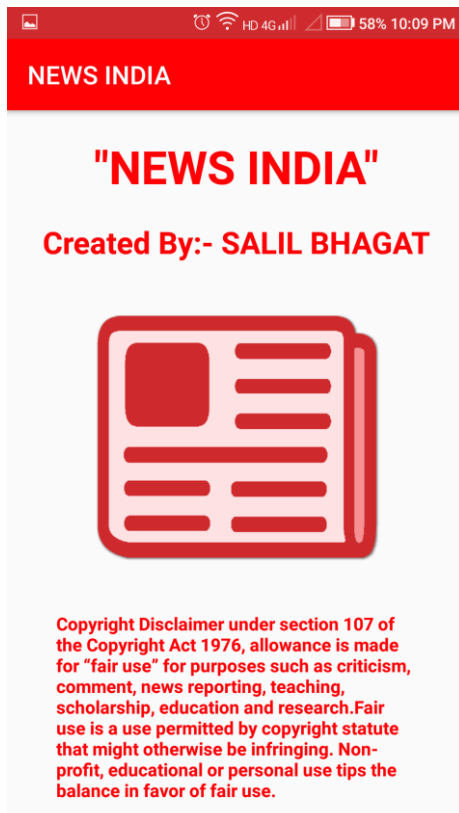 HD 4G 58% 10:09 PM
NEWS INDIA
"NEWS INDIA"
Created By:- SALIL BHAGAT
Copyright Disclaimer under section 107 of
the Copyright Act 1976, allowance is made
for “fair use” for purposes such as criticism,
comment, news reporting, teaching,
scholarship, education and research.Fair
use is a use permitted by copyright statute
that might otherwise be infringing. Non-
profit, educational or personal use tips the
balance in favor of fair use.